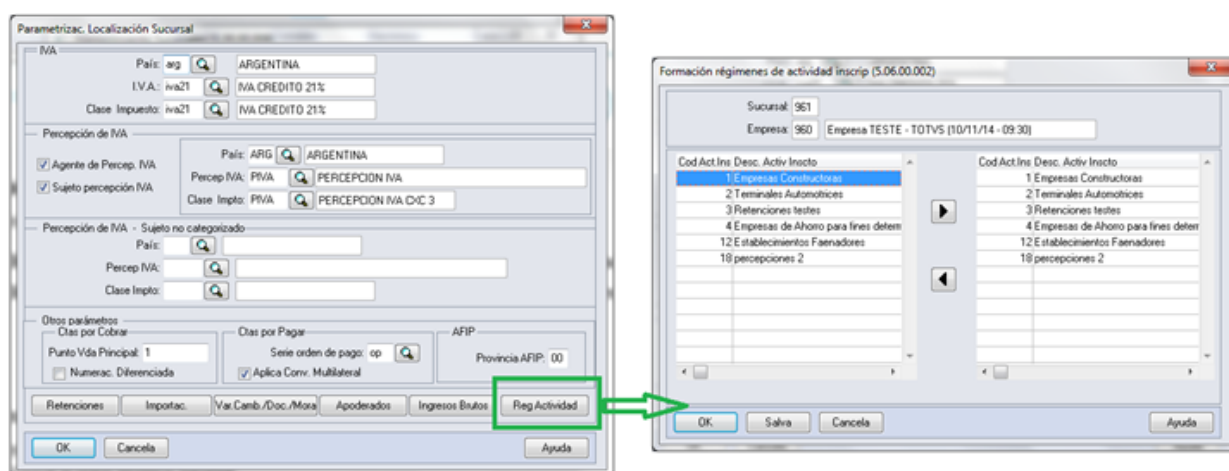 Parametrizac. Localización Sucursal
IVA
País: arg ARGENTINA
I.V.A.: iva21 IVA CREDITO 21%
Clase Impuesto: iva21 IVA CREDITO 21%
Percepción de IVA
Agente de Percep. IVA
Sujeto percepción IVA
País: ARG ARGENTINA
Percep IVA: PIVA PERCEPCION IVA
Clase Impto: PIVA PERCEPCION IVA CXC 3
Percepción de IVA - Sujeto no categorizado
País:
Percep IVA:
Clase Impto:
Otros parámetros
Ctas por Cobrar
Punto Vda Principal: 1
Numerac. Diferenciada
Ctas por Pagar
Serie orden de pago: op
Aplica Conv. Multilateral
AFIP
Provincia AFIP: 00
Retenciones Importac. Var.Camb./Doc./Mora Apoderados Ingresos Brutos Reg Actividad
OK Cancela Ayuda
Formación régimenes de actividad inscrip (5.06.00.002)
Sucursal: 961
Empresa: 960 Empresa TESTE - TOTVS (10/11/14 - 09:30)
Cod Act.Ins Desc. Activ Inscto
1 Empresas Constructoras
2 Terminales Automotrices
3 Retenciones testes
4 Empresas de Ahorro para fines determ
12 Establecimientos Faenadores
18 percepciones 2
Cod Act.Ins Desc. Activ Inscto
1 Empresas Constructoras
2 Terminales Automotrices
3 Retenciones testes
4 Empresas de Ahorro para fines deterr
12 Establecimientos Faenadores
18 percepciones 2
OK Salva Cancela Ayuda